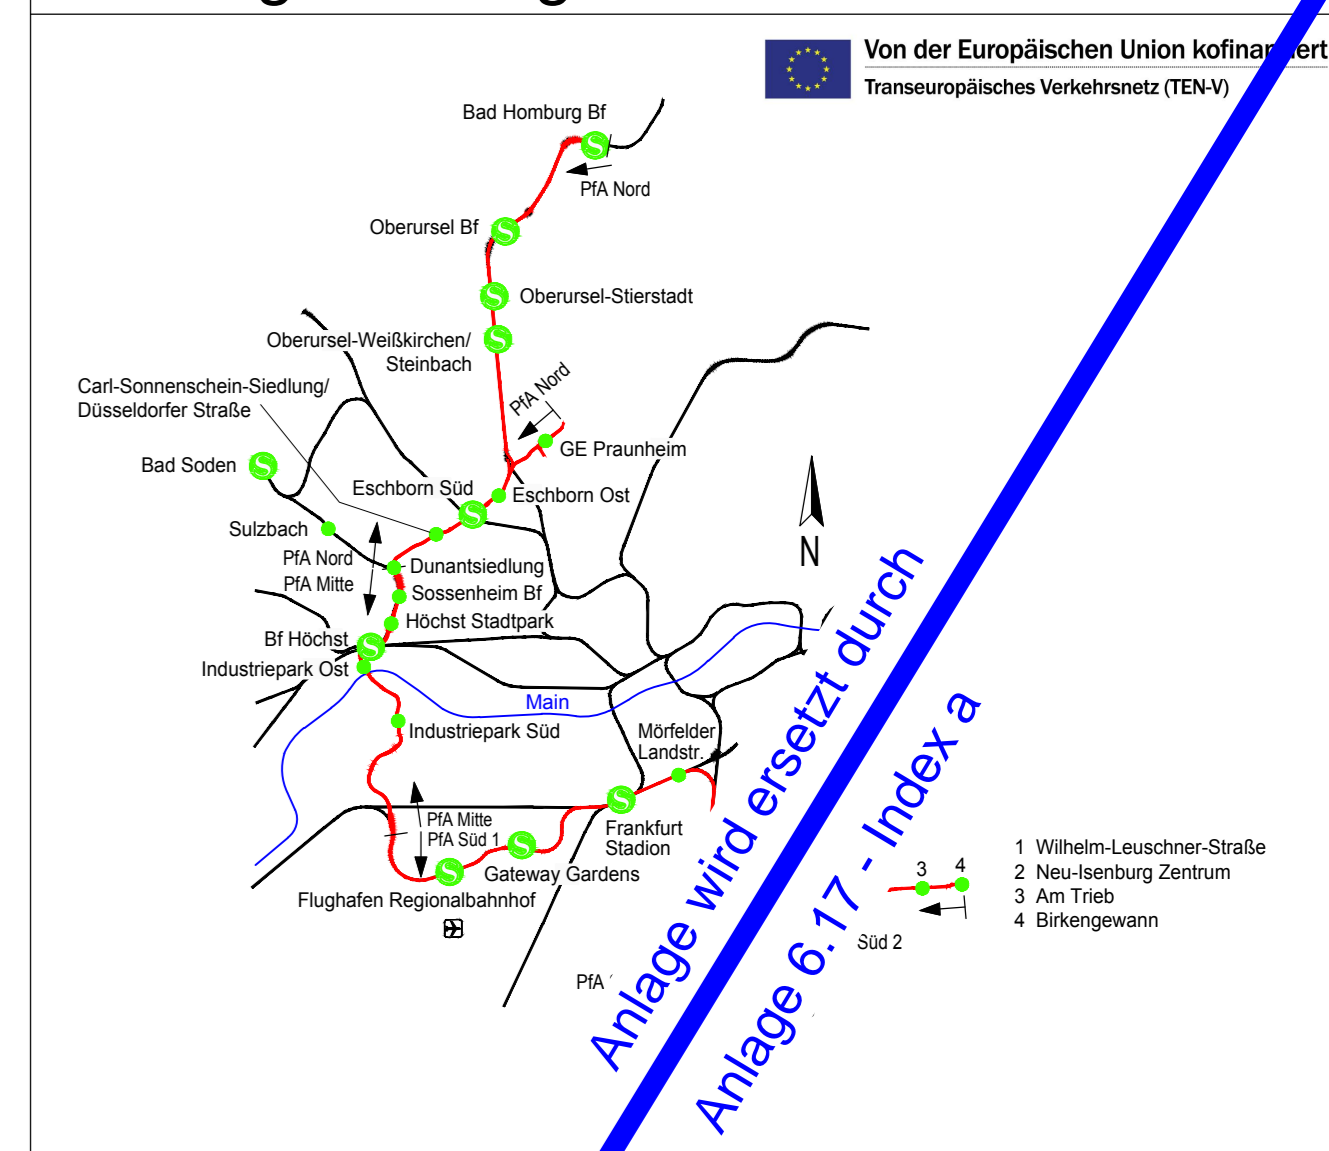 Von der Europäischen Union kofinanziert
Transeuropäisches Verkehrsnetz (TEN-V)
Bad Homburg Bf
PfA Nord
Oberursel Bf
Oberursel-Stierstadt
Oberursel-Weißkirchen/
Steinbach
PfA Nord
Carl-Sonnenschein-Siedlung/
Düsseldorfer Straße
GE Praunheim
Bad Soden
Eschborn Süd
Eschborn Ost
Sulzbach
PfA Nord
PfA Mitte
Dunantsiedlung
Sossenheim Bf
Höchst Stadtpark
Bf Höchst
Industriepark Ost
N
Main
Industriepark Süd
Mörfelder
Landstr.
PfA Mitte
PfA Süd 1
Frankfurt
Stadion
Gateway Gardens
Flughafen Regionalbahnhof
PfA
Süd 2
3 4
1 Wilhelm-Leuschner-Straße
2 Neu-Isenburg Zentrum
3 Am Trieb
4 Birkengewann
Anlage wird ersetzt durch
Anlage 6.17 - Index a